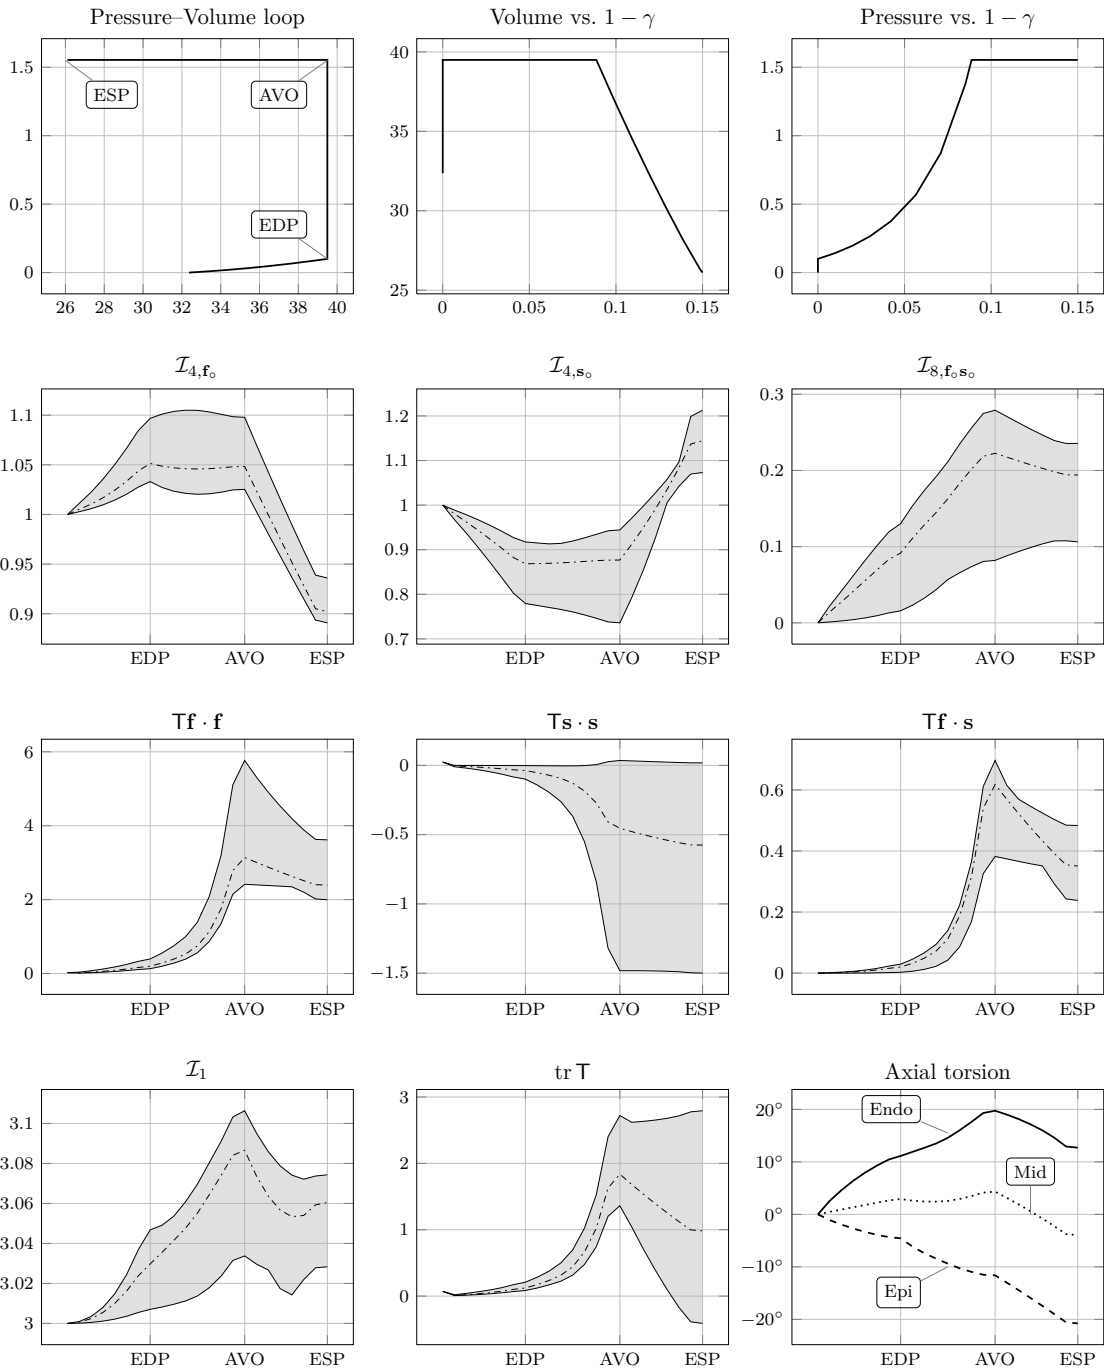 Pressure–Volume loop
Volume vs. 1 − γ
Pressure vs. 1 − γ
1.5
1
0.5
0
ESP
AVO
EDP
26 28 30 32 34 36 38 40
40
35
30
25
0 0.05 0.1 0.15
1.5
1
0.5
0
0 0.05 0.1 0.15
ℐ4,f∘
ℐ4,s∘
ℐ8,f∘s∘
1.1
1.05
1
0.95
0.9
EDP AVO ESP
1.2
1.1
1
0.9
0.8
0.7
EDP AVO ESP
0.3
0.2
0.1
0
EDP AVO ESP
Tf · f
Ts · s
Tf · s
6
4
2
0
EDP AVO ESP
0
−0.5
−1
−1.5
EDP AVO ESP
0.6
0.4
0.2
0
EDP AVO ESP
ℐ1
tr T
Axial torsion
3.1
3.08
3.06
3.04
3.02
3
EDP AVO ESP
3
2
1
0
EDP AVO ESP
20°
10°
0°
−10°
−20°
Endo
Mid
Epi
EDP AVO ESP